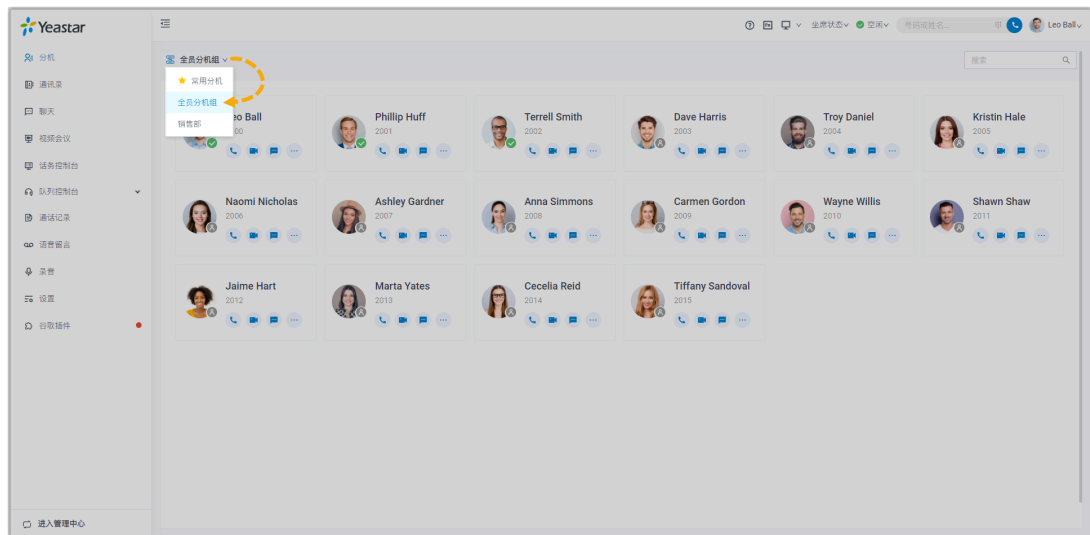 Yeastar
坐席状态
空闲
号码或姓名...
Leo Ball
分机
通讯录
聊天
视频会议
话务控制台
队列控制台
通话记录
语音留言
录音
设置
谷歌插件
进入管理中心
全员分机组
搜索
常用分机
全员分机组
销售部
eo Ball
00
Phillip Huff
2001
Terrell Smith
2002
Dave Harris
2003
Troy Daniel
2004
Kristin Hale
2005
Naomi Nicholas
2006
Ashley Gardner
2007
Anna Simmons
2008
Carmen Gordon
2009
Wayne Willis
2010
Shawn Shaw
2011
Jaime Hart
2012
Marta Yates
2013
Cecelia Reid
2014
Tiffany Sandoval
2015